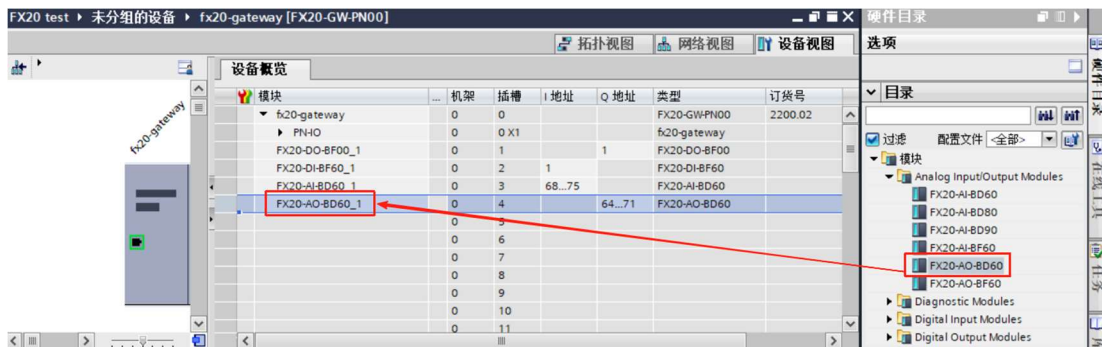 FX20 test ▸ 未分组的设备 ▸ fx20-gateway [FX20-GW-PN00]
拓扑视图 网络视图 设备视图
设备概览
fx20-gateway
模块 ... 机架 插槽 I 地址 Q 地址 类型 订货号
fx20-gateway 0 0 FX20-GW-PN00 2200.02
PN-IO 0 0 X1 fx20-gateway
FX20-DO-BF00_1 0 1 1 FX20-DO-BF00
FX20-DI-BF60_1 0 2 1 FX20-DI-BF60
FX20-AI-BD60_1 0 3 68...75 FX20-AI-BD60
FX20-AO-BD60_1 0 4 64...71 FX20-AO-BD60
0 5
0 6
0 7
0 8
0 9
0 10
0 11
硬件目录
选项
目录
过滤 配置文件 <全部>
模块
Analog Input/Output Modules
FX20-AI-BD60
FX20-AI-BD80
FX20-AI-BD90
FX20-AI-BF60
FX20-AO-BD60
FX20-AO-BF60
Diagnostic Modules
Digital Input Modules
Digital Output Modules